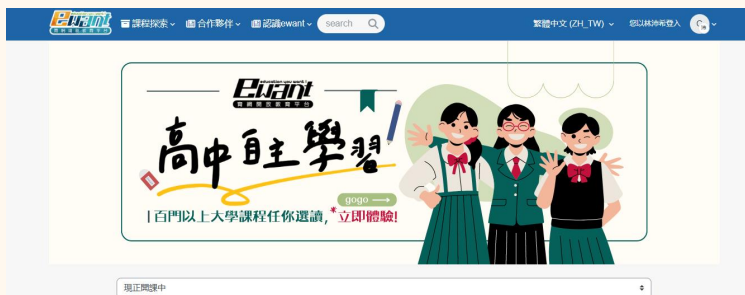 ewant
育網開放教育平台
課程探索
合作夥伴
認識ewant
search
繁體中文 (ZH_TW)
您以林沛希登入
education you want !
ewant
育網開放教育平台
高中自主學習
gogo
百門以上大學課程任你選讀,*立即體驗!
現正開課中